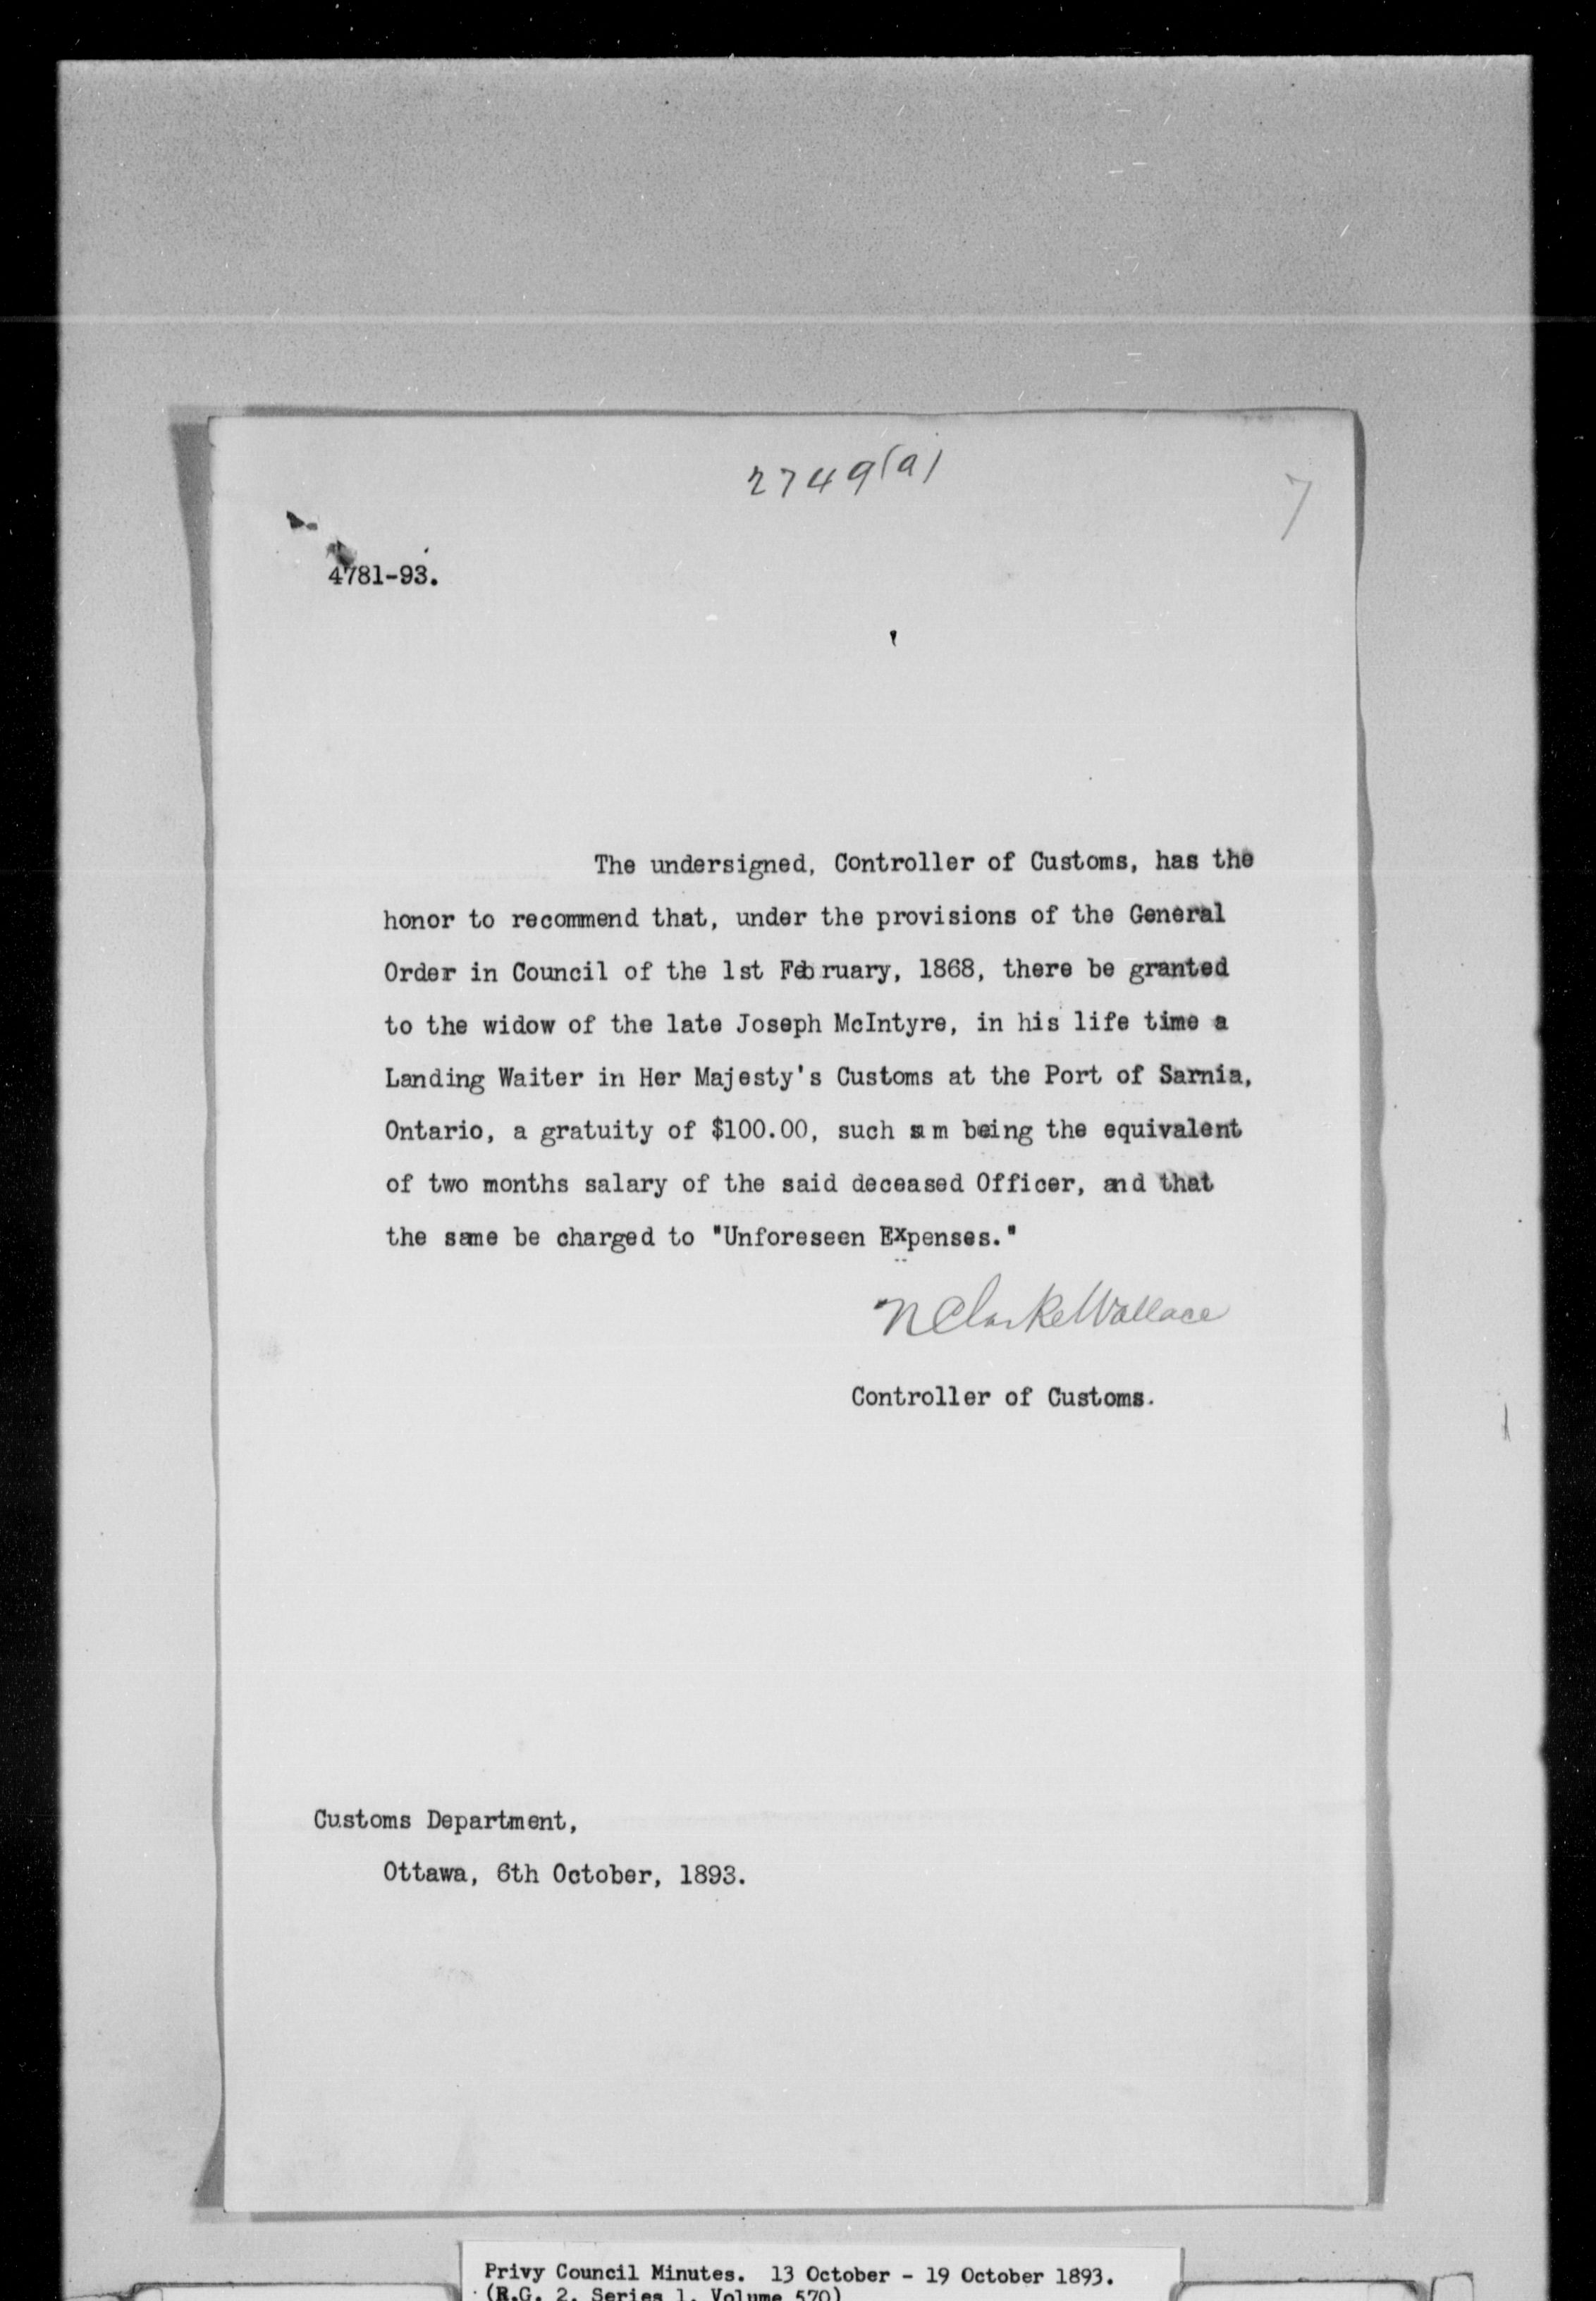 2749(a)
7
4781-93.
The undersigned, Controller of Customs, has the
honor to recommend that, under the provisions of the General
Order in Council of the 1st February, 1868, there be granted
to the widow of the late Joseph McIntyre, in his life time a
Landing Waiter in Her Majesty's Customs at the Port of Sarnia,
Ontario, a gratuity of $100.00, such sum being the equivalent
of two months salary of the said deceased Officer, and that
the same be charged to "Unforeseen Expenses."
N Clarke Wallace
Controller of Customs.
Customs Department,
Ottawa, 6th October, 1893.
Privy Council Minutes. 13 October - 19 October 1893.
(R.G. 2, Series 1, Volume 570)